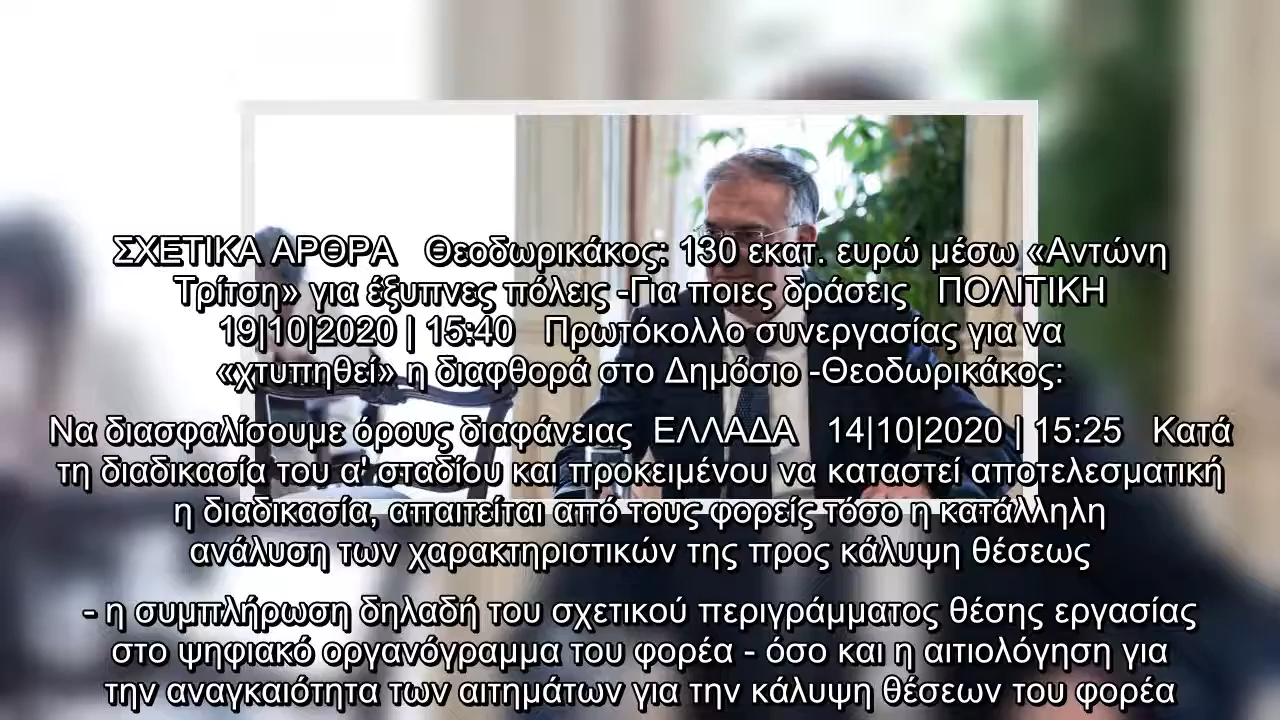 ΣΧΕΤΙΚΑ ΑΡΘΡΑ Θεοδωρικάκος: 130 εκατ. ευρώ μέσω «Αντώνη
Τρίτση» για έξυπνες πόλεις -Για ποιες δράσεις ΠΟΛΙΤΙΚΗ
19|10|2020 | 15:40 Πρωτόκολλο συνεργασίας για να
«χτυπηθεί» η διαφθορά στο Δημόσιο -Θεοδωρικάκος:
Να διασφαλίσουμε όρους διαφάνειας ΕΛΛΑΔΑ 14|10|2020 | 15:25 Κατά
τη διαδικασία του α' σταδίου και προκειμένου να καταστεί αποτελεσματική
η διαδικασία, απαιτείται από τους φορείς τόσο η κατάλληλη
ανάλυση των χαρακτηριστικών της προς κάλυψη θέσεως
- η συμπλήρωση δηλαδή του σχετικού περιγράμματος θέσης εργασίας
στο ψηφιακό οργανόγραμμα του φορέα - όσο και η αιτιολόγηση για
την αναγκαιότητα των αιτημάτων για την κάλυψη θέσεων του φορέα